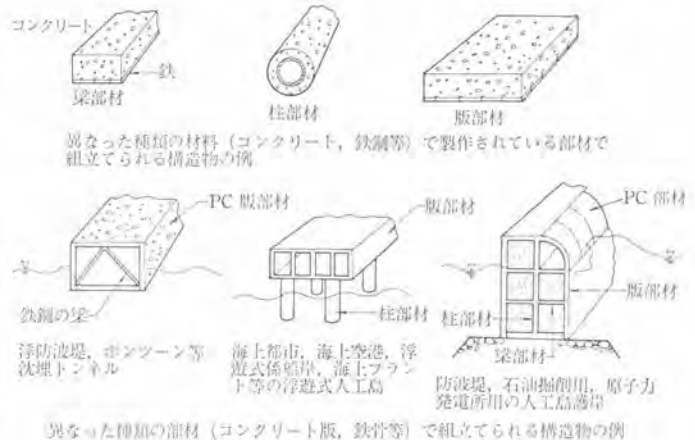 コンクリート
鉄
梁部材
柱部材
版部材
異なった種類の材料（コンクリート，鉄鋼等）で製作されている部材で
組立てられる構造物の例
PC 版部材
鉄鋼の梁
浮防波堤，ポンツーン等
沈埋トンネル
版部材
柱部材
海上都市，海上空港，浮
遊式係船岸，海上プラン
ト等の浮遊式人工島
PC 部材
版部材
柱部材
梁部材
防波堤，石油掘削用，原子力
発電所用の人工島護岸
異なった種類の部材（コンクリート版，鉄骨等）で組立てられる構造物の例